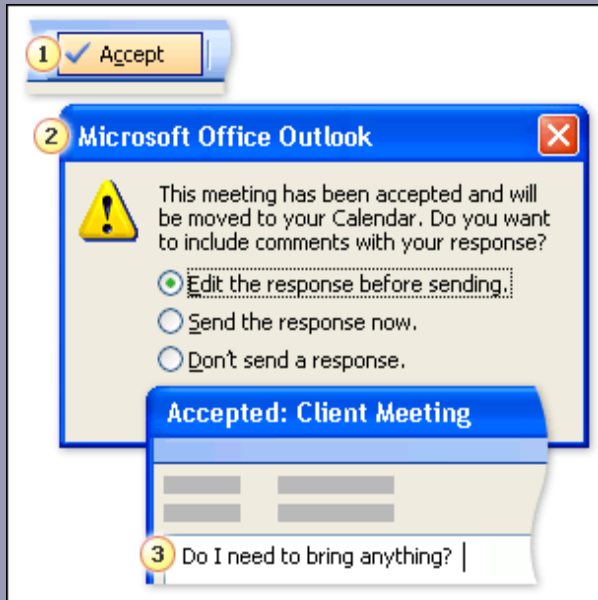 1 Accept
2 Microsoft Office Outlook
This meeting has been accepted and will
be moved to your Calendar. Do you want
to include comments with your response?
Edit the response before sending.
Send the response now.
Don't send a response.
Accepted: Client Meeting
3 Do I need to bring anything?